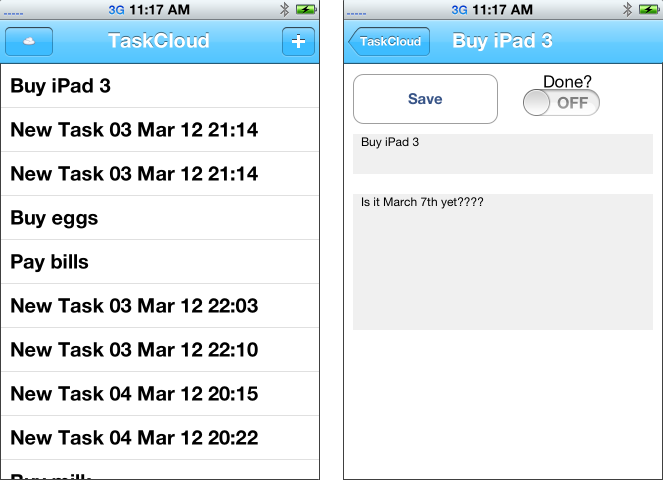 3G 11:17 AM
TaskCloud
+
Buy iPad 3
New Task 03 Mar 12 21:14
New Task 03 Mar 12 21:14
Buy eggs
Pay bills
New Task 03 Mar 12 22:03
New Task 03 Mar 12 22:10
New Task 04 Mar 12 20:15
New Task 04 Mar 12 20:22
Buy milk
3G 11:17 AM
TaskCloud
Buy iPad 3
Save
Done?
OFF
Buy iPad 3
Is it March 7th yet????